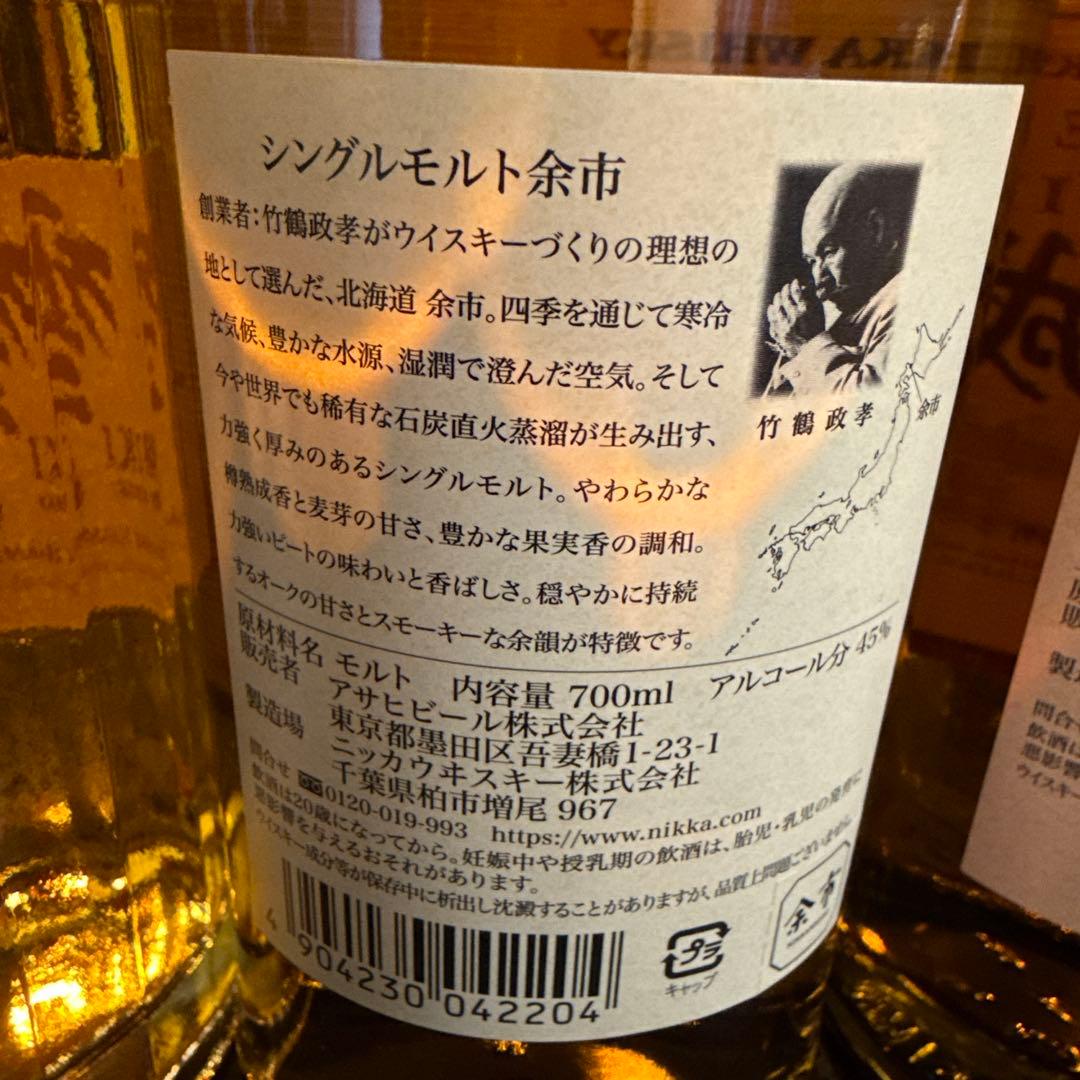 シングルモルト余市
創業者：竹鶴政孝がウイスキーづくりの理想の
地として選んだ、北海道 余市。四季を通じて寒冷
な気候、豊かな水源、湿潤で澄んだ空気。そして
今や世界でも稀有な石炭直火蒸溜が生み出す、
力強く厚みのあるシングルモルト。やわらかな
樽熟成香と麦芽の甘さ、豊かな果実香の調和。
力強いピートの味わいと香ばしさ。穏やかに持続
するオークの甘さとスモーキーな余韻が特徴です。
竹鶴政孝
余市
原材料名 モルト 内容量 700ml アルコール分 45%
販売者 アサヒビール株式会社
東京都墨田区吾妻橋1-23-1
製造場 ニッカウヰスキー株式会社
千葉県柏市増尾 967
問合せ 0120-019-993 https://www.nikka.com
飲酒は20歳になってから。妊娠中や授乳期の飲酒は、胎児・乳児の発育に
悪影響を与えるおそれがあります。
ウイスキー成分等が保存中に析出し沈澱することがありますが、品質上問題ございません。
4 904230 042204
プラ
キャップ
余市
製造
問合
飲酒は
悪影響
ウイスキー